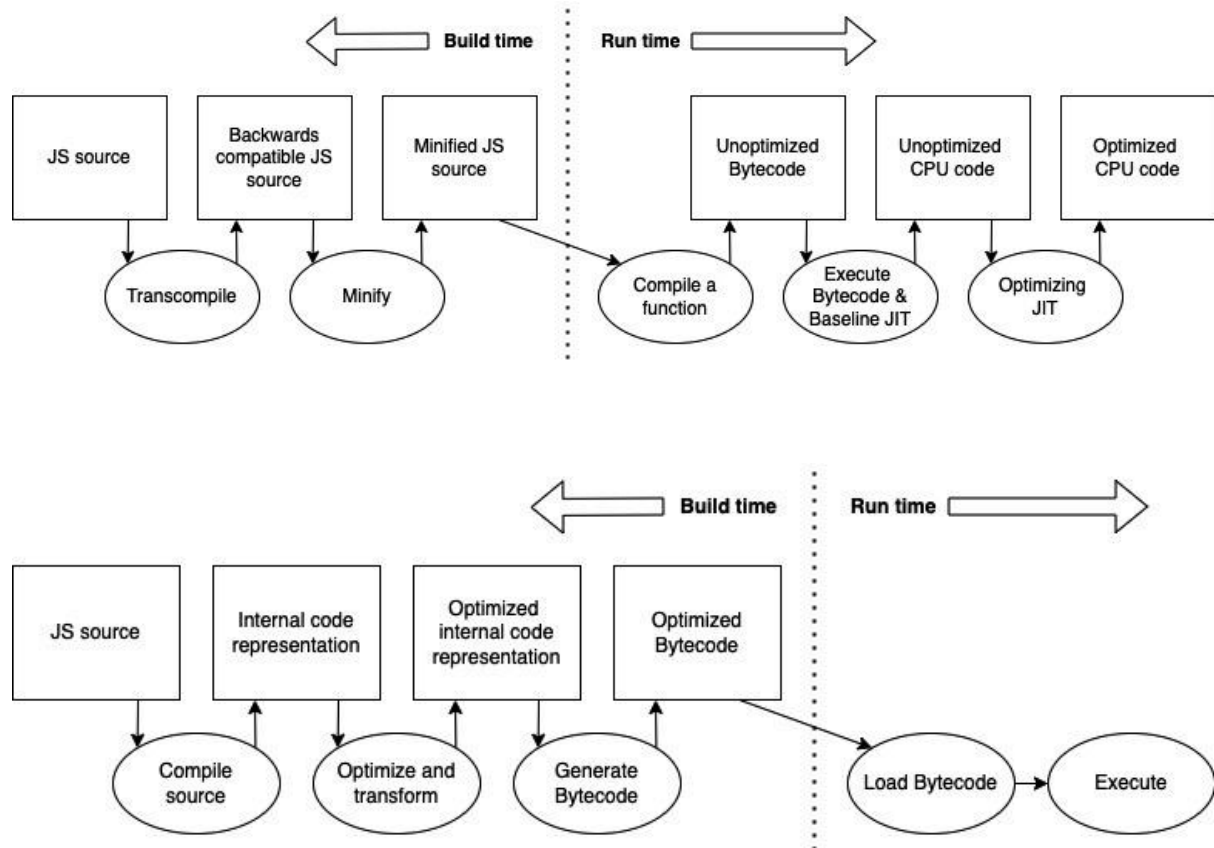 Build time
Run time
JS source
Backwards
compatible JS
source
Minified JS
source
Unoptimized
Bytecode
Unoptimized
CPU code
Optimized
CPU code
Transcompile
Minify
Compile a
function
Execute
Bytecode &
Baseline JIT
Optimizing
JIT
Build time
Run time
JS source
Internal code
representation
Optimized
internal code
representation
Optimized
Bytecode
Compile
source
Optimize and
transform
Generate
Bytecode
Load Bytecode
Execute